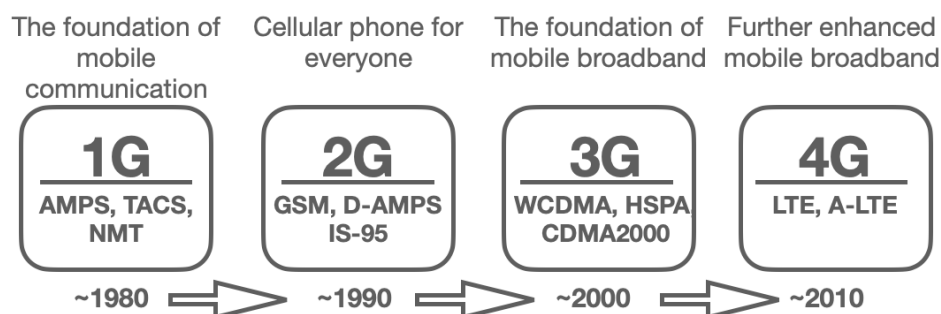 The foundation of
mobile
communication
Cellular phone for
everyone
The foundation of
mobile broadband
Further enhanced
mobile broadband
1G
AMPS, TACS,
NMT
2G
GSM, D-AMPS
IS-95
3G
WCDMA, HSPA,
CDMA2000
4G
LTE, A-LTE
~1980
~1990
~2000
~2010